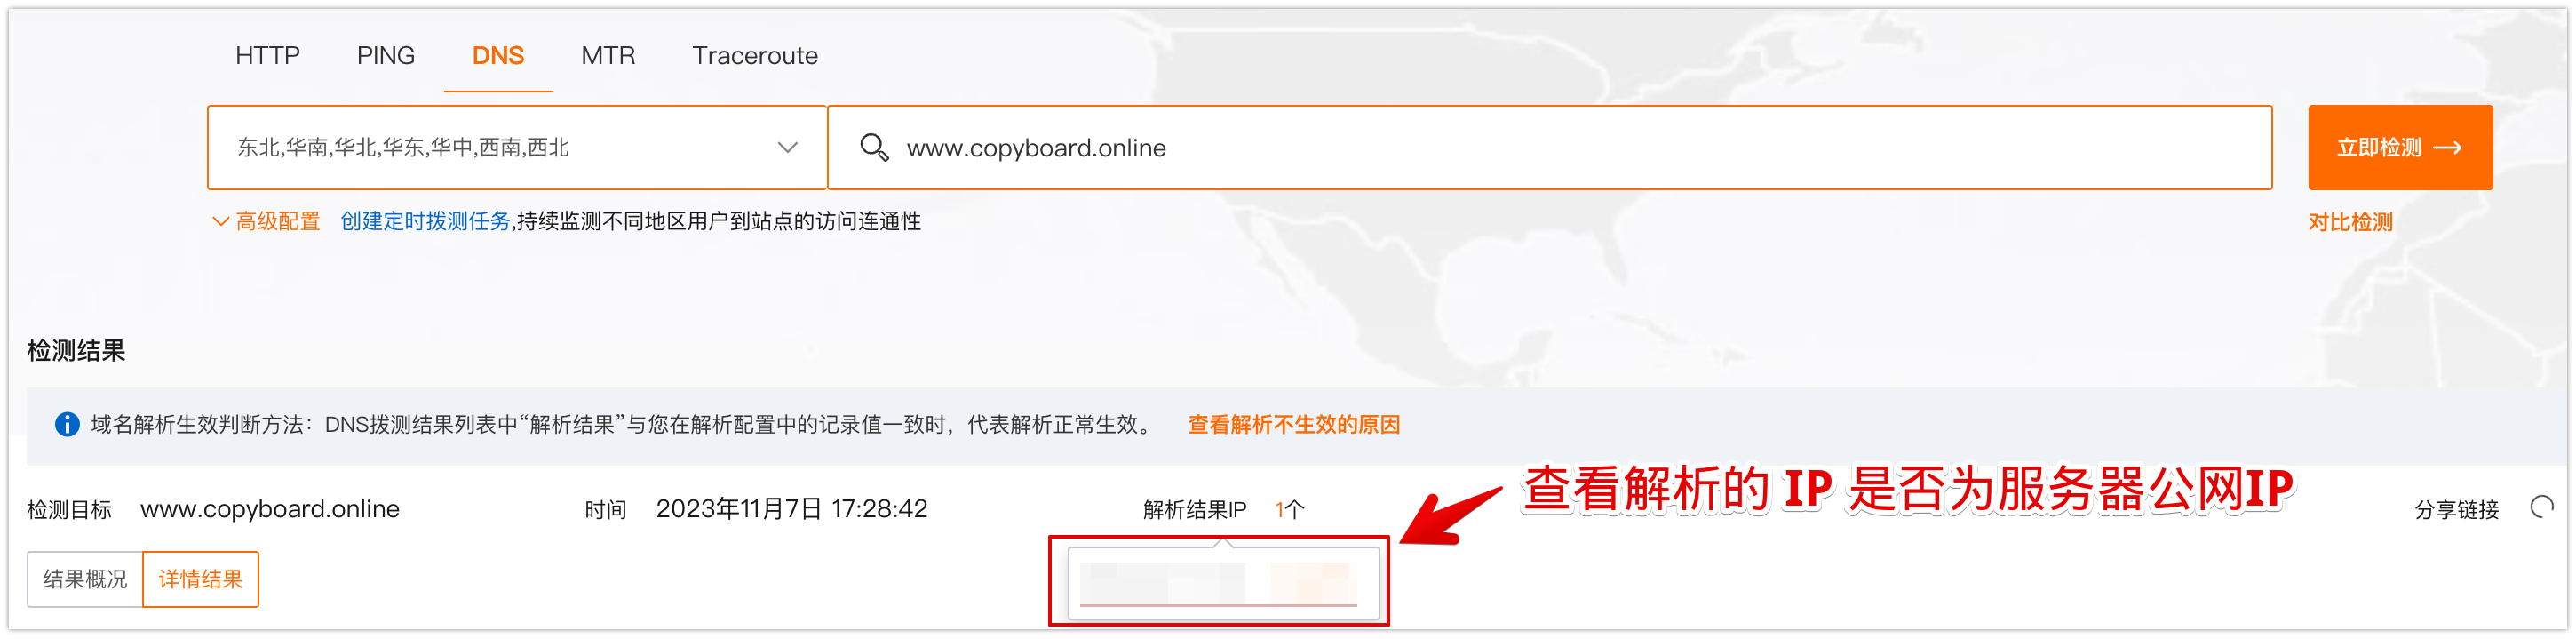 HTTP PING DNS MTR Traceroute
东北,华南,华北,华东,华中,西南,西北 www.copyboard.online 立即检测
高级配置 创建定时拨测任务,持续监测不同地区用户到站点的访问连通性 对比检测
检测结果
域名解析生效判断方法：DNS拨测结果列表中“解析结果”与您在解析配置中的记录值一致时，代表解析正常生效。 查看解析不生效的原因
查看解析的 IP 是否为服务器公网IP
检测目标 www.copyboard.online 时间 2023年11月7日 17:28:42 解析结果IP 1个 分享链接
结果概况 详情结果